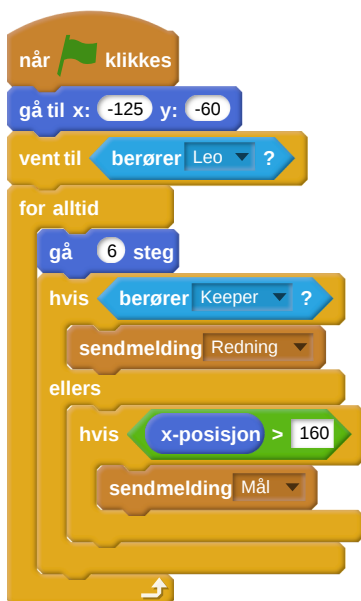 når klikkes
gå til x: -125 y: -60
vent til berører Leo ?
for alltid
gå 6 steg
hvis berører Keeper ?
sendmelding Redning
ellers
hvis x-posisjon > 160
sendmelding Mål